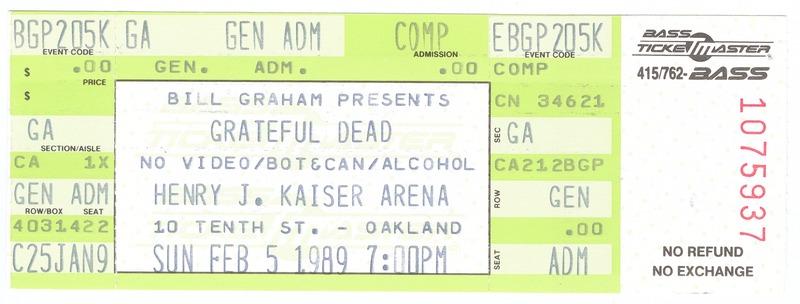 BGP205K GA GEN ADM COMP EBGP205K
EVENT CODE ADMISSION EVENT CODE
$ .00 GEN. ADM. .00 COMP
PRICE
$
BILL GRAHAM PRESENTS
CN 34621
GA
SECTION/AISLE
GRATEFUL DEAD
SEC GA
CA 1X
NO VIDEO/BOT&CAN/ALCOHOL
CA212BGP
GEN ADM
ROW/BOX SEAT
HENRY J. KAISER ARENA
ROW GEN
4031422
10 TENTH ST. - OAKLAND
.00
C25JAN9
SUN FEB 5 1989 7:00PM
SEAT ADM
BASS
TICKETMASTER
415/762-BASS
1075937
NO REFUND
NO EXCHANGE